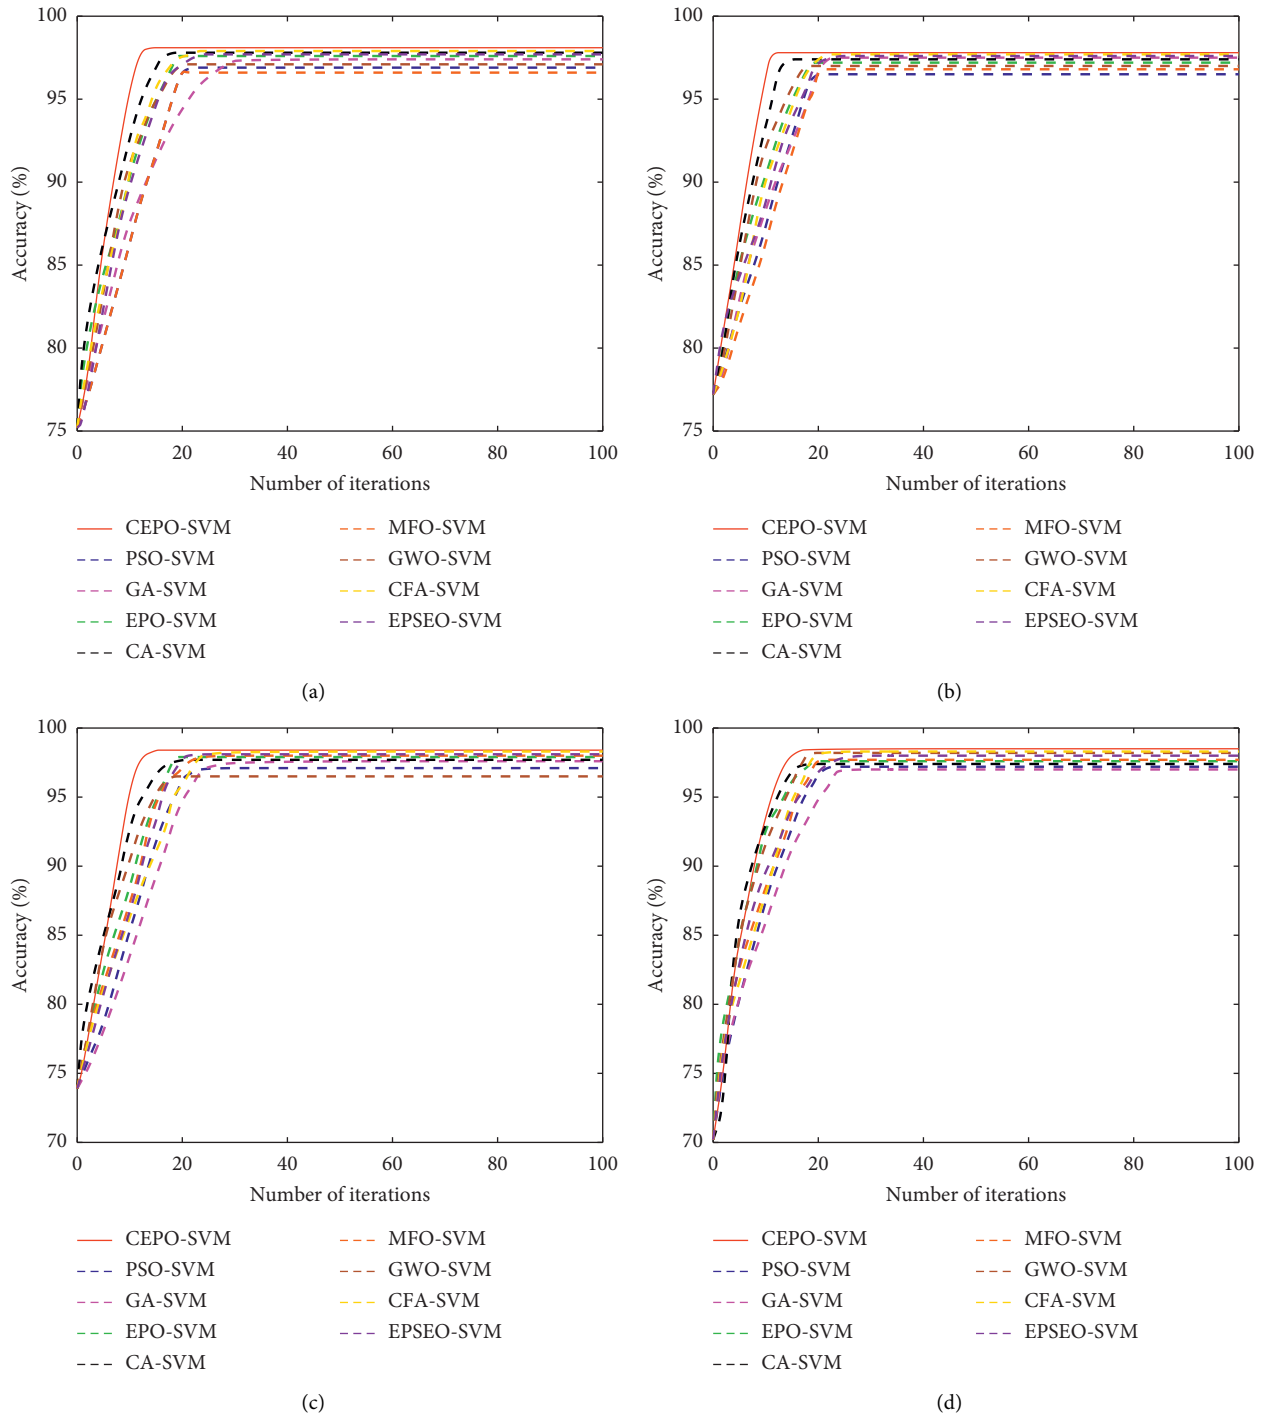 100
95
90
85
80
75
Accuracy (%)
0 20 40 60 80 100
Number of iterations
CEPO-SVM
PSO-SVM
GA-SVM
EPO-SVM
CA-SVM
MFO-SVM
GWO-SVM
CFA-SVM
EPSEO-SVM
(a)
100
95
90
85
80
75
Accuracy (%)
0 20 40 60 80 100
Number of iterations
CEPO-SVM
PSO-SVM
GA-SVM
EPO-SVM
CA-SVM
MFO-SVM
GWO-SVM
CFA-SVM
EPSEO-SVM
(b)
100
95
90
85
80
75
70
Accuracy (%)
0 20 40 60 80 100
Number of iterations
CEPO-SVM
PSO-SVM
GA-SVM
EPO-SVM
CA-SVM
MFO-SVM
GWO-SVM
CFA-SVM
EPSEO-SVM
(c)
100
95
90
85
80
75
70
Accuracy (%)
0 20 40 60 80 100
Number of iterations
CEPO-SVM
PSO-SVM
GA-SVM
EPO-SVM
CA-SVM
MFO-SVM
GWO-SVM
CFA-SVM
EPSEO-SVM
(d)